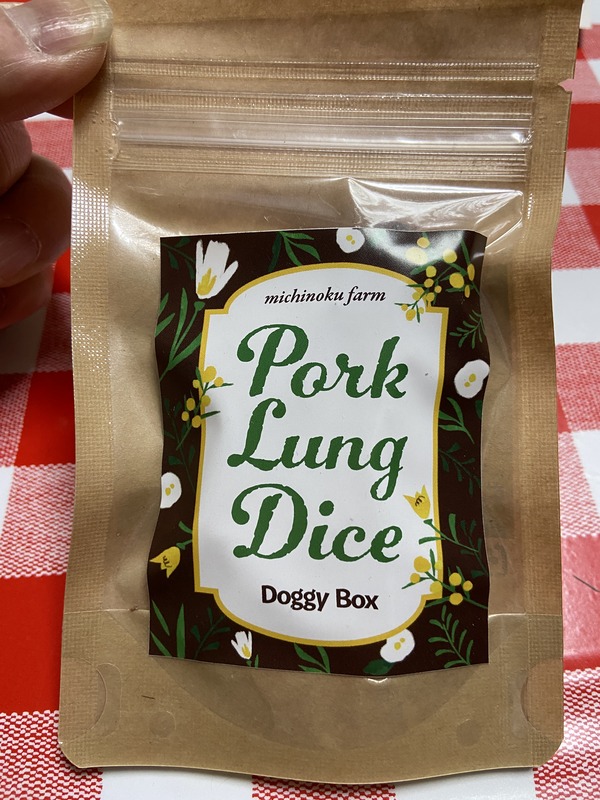 michinoku farm
Pork
Lung
Dice
Doggy Box